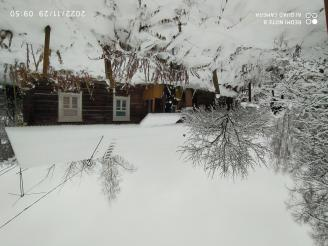 REDMI NOTE 8
AI QUAD CAMERA
2022/11/29 09:50